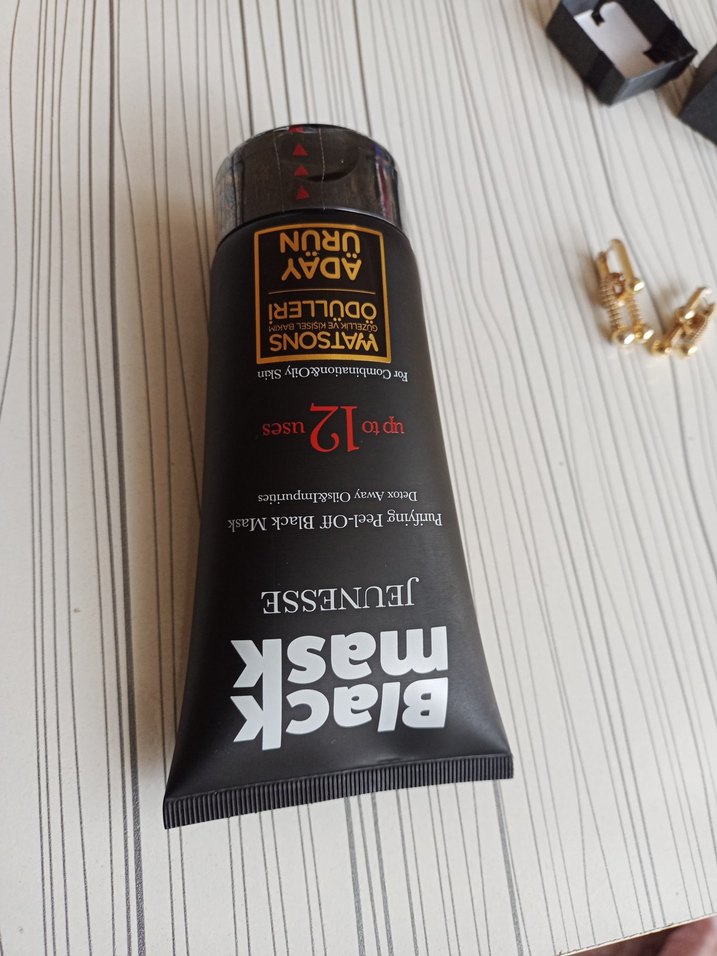 Black
mask
JEUNESSE
Purifying Peel-Off Black Mask
Detox Away Oils&Impurities
up to 12 uses
For Combination&Oily Skin
WATSONS
GÜZELLİK VE KİŞİSEL BAKIM
ÖDÜLLERİ
ADAY
ÜRÜN